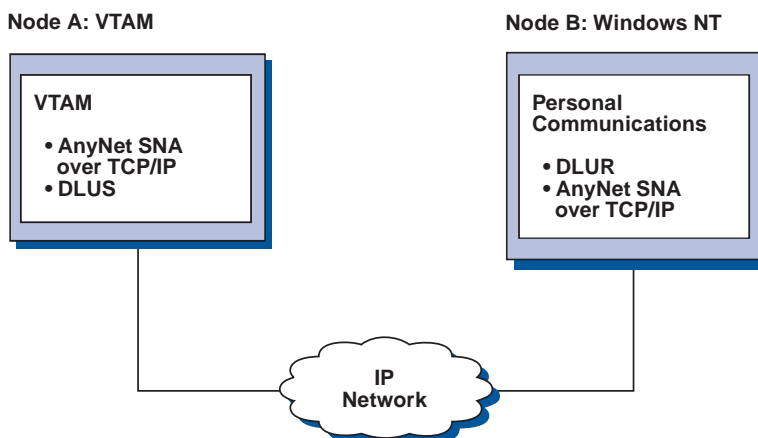 Node A: VTAM
VTAM
• AnyNet SNA
over TCP/IP
• DLUS
Node B: Windows NT
Personal
Communications
• DLUR
• AnyNet SNA
over TCP/IP
IP
Network